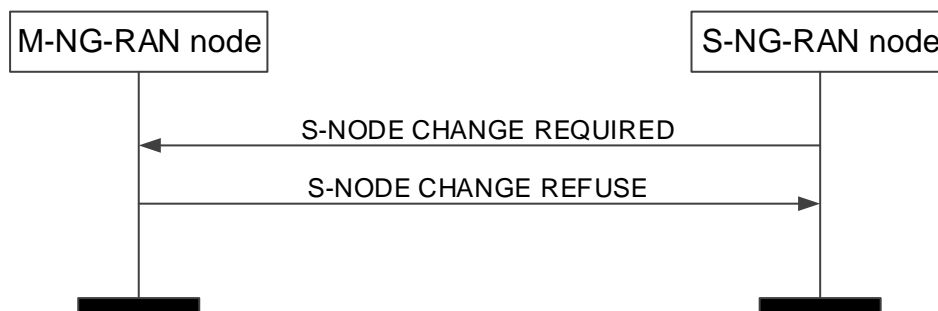 M-NG-RAN node
S-NG-RAN node
S-NODE CHANGE REQUIRED
S-NODE CHANGE REFUSE